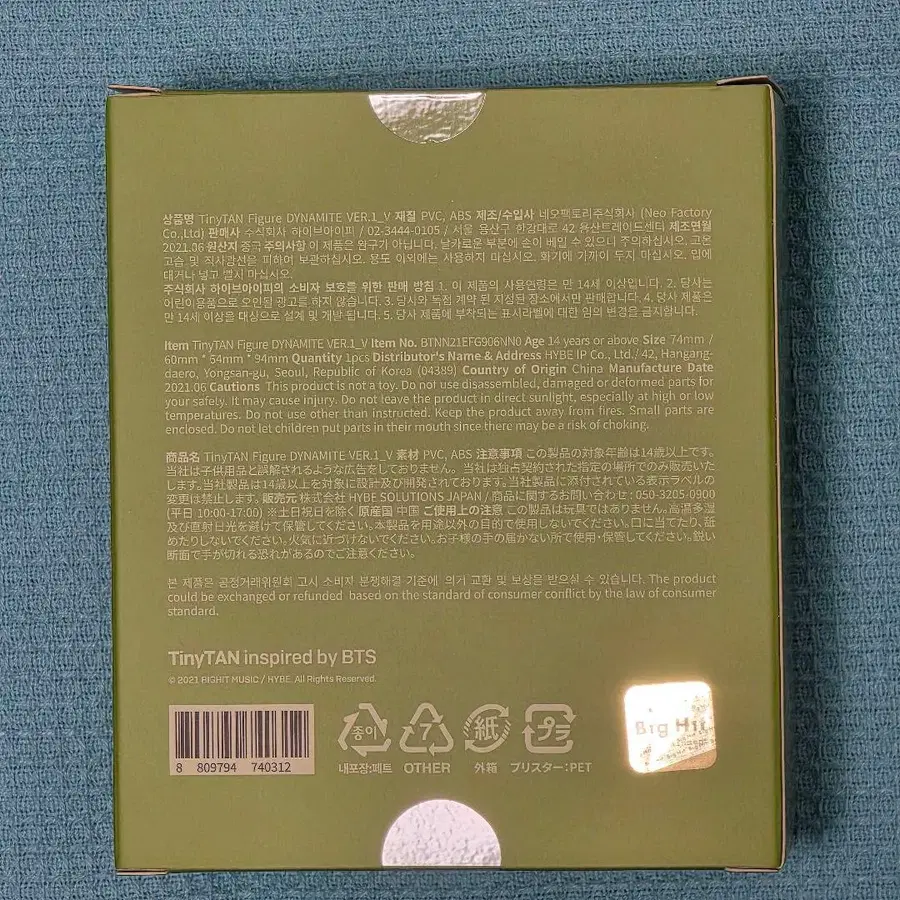 상품명 TinyTAN Figure DYNAMITE VER.1_V 재질 PVC, ABS 제조/수입사 네오팩토리주식회사 (Neo Factory
Co.,Ltd) 판매사 주식회사 하이브아이피 / 02-3444-0105 / 서울 용산구 한강대로 42 용산트레이드센터 제조연월
2021.06 원산지 중국 주의사항 이 제품은 완구가 아닙니다. 날카로운 부분에 손이 베일 수 있으니 주의하십시오. 고온
고습 및 직사광선을 피하여 보관하십시오. 용도 이외에는 사용하지 마십시오. 화기에 가까이 두지 마십시오. 입에
대거나 넣고 빨지 마십시오.
주식회사 하이브아이피의 소비자 보호를 위한 판매 방침 1. 이 제품의 사용연령은 만 14세 이상입니다. 2. 당사는
어린이용품으로 오인될 광고를 하지 않습니다. 3. 당사와 독점 계약 된 지정된 장소에서만 판매합니다. 4. 당사 제품은
만 14세 이상을 대상으로 설계 및 개발 됩니다. 5. 당사 제품에 부착되는 표시라벨에 대한 임의 변경을 금지합니다.
Item TinyTAN Figure DYNAMITE VER.1_V Item No. BTNN21EFG906NN0 Age 14 years or above Size 74mm /
60mm * 54mm * 94mm Quantity 1pcs Distributor's Name & Address HYBE IP Co., Ltd./ 42, Hangang-
daero, Yongsan-gu, Seoul, Republic of Korea (04389) Country of Origin China Manufacture Date
2021.06 Cautions This product is not a toy. Do not use disassembled, damaged or deformed parts for
your safety. It may cause injury. Do not leave the product in direct sunlight, especially at high or low
temperatures. Do not use other than instructed. Keep the product away from fires. Small parts are
enclosed. Do not let children put parts in their mouth since there may be a risk of choking.
商品名 TinyTAN Figure DYNAMITE VER.1_V 素材 PVC, ABS 注意事項 この製品の対象年齢は14歳以上です。
当社は子供用品と誤解されるような広告をしておりません。当社は独占契約された指定の場所でのみ販売いた
します。当社製品は14歳以上を対象に設計及び開発されております。当社製品に添付されている表示ラベルの
変更は禁止します。販売元 株式会社 HYBE SOLUTIONS JAPAN / 商品に関するお問い合わせ : 050-3205-0900
(平日 10:00-17:00) ※土日祝日を除く 原産国 中国 ご使用上の注意 この製品は玩具ではありません。高温多湿
及び直射日光を避けて保管してください。本製品を用途以外の目的で使用しないでください。口に当てたり、舐
めたりしないでください。火気に近づけないでください。お子様の手の届かない所で使用・保管してください。鋭い
断面で手が切れる恐れがあるのでご注意ください。
본 제품은 공정거래위원회 고시 소비자 분쟁해결 기준에 의거 교환 및 보상을 받으실 수 있습니다. The product
could be exchanged or refunded based on the standard of consumer conflict by the law of consumer
standard.
TinyTAN inspired by BTS
© 2021 BIGHIT MUSIC / HYBE. All Rights Reserved.
8 809794 740312
종이 7 紙 プラ
내포장:페트 OTHER 外箱 ブリスター:PET
Big Hit